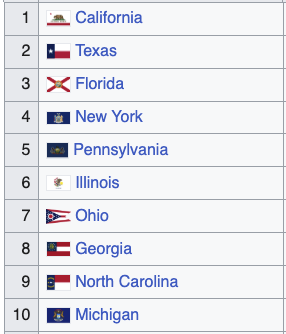 1 California
2 Texas
3 Florida
4 New York
5 Pennsylvania
6 Illinois
7 Ohio
8 Georgia
9 North Carolina
10 Michigan